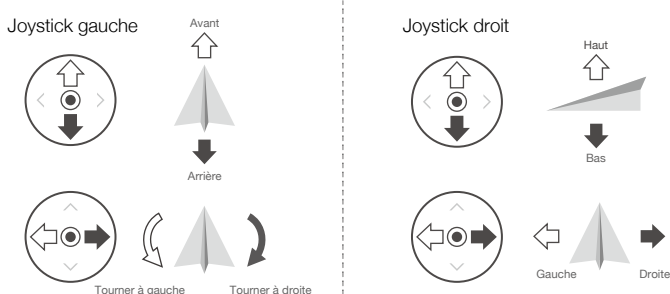 Joystick gauche
Avant
Arrière
Tourner à gauche
Tourner à droite
Joystick droit
Haut
Bas
Gauche
Droite